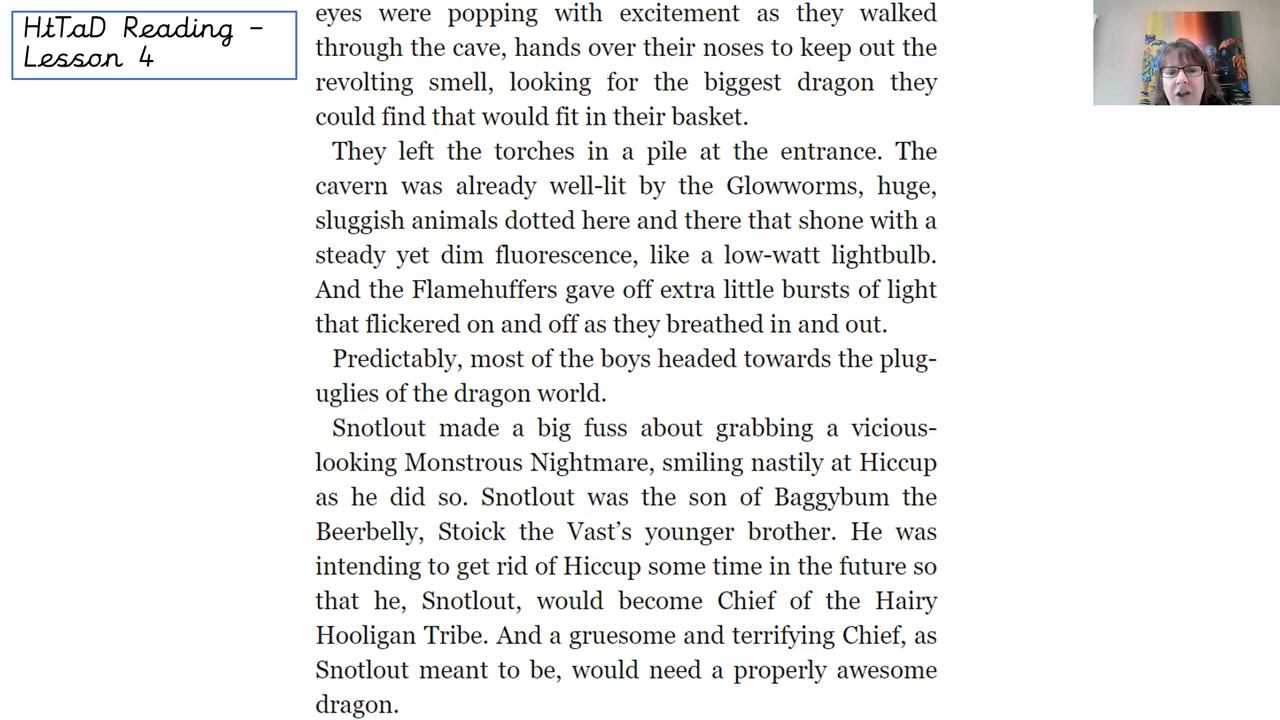 HtTaD Reading -
Lesson 4
eyes were popping with excitement as they walked
through the cave, hands over their noses to keep out the
revolting smell, looking for the biggest dragon they
could find that would fit in their basket.
They left the torches in a pile at the entrance. The
cavern was already well-lit by the Glowworms, huge,
sluggish animals dotted here and there that shone with a
steady yet dim fluorescence, like a low-watt lightbulb.
And the Flamehuffers gave off extra little bursts of light
that flickered on and off as they breathed in and out.
Predictably, most of the boys headed towards the plug-
uglies of the dragon world.
Snotlout made a big fuss about grabbing a vicious-
looking Monstrous Nightmare, smiling nastily at Hiccup
as he did so. Snotlout was the son of Baggybum the
Beerbelly, Stoick the Vast’s younger brother. He was
intending to get rid of Hiccup some time in the future so
that he, Snotlout, would become Chief of the Hairy
Hooligan Tribe. And a gruesome and terrifying Chief, as
Snotlout meant to be, would need a properly awesome
dragon.